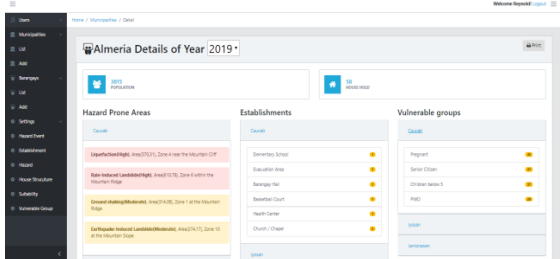 Welcome Reynold! Logout
Home / Municipalities / Detail
Users
Municipalities
List
Add
Barangays
List
Add
Settings
Hazard Event
Establishment
Hazard
House Structure
Suitability
Vulnerable Group
Almeria Details of Year 2019
Print
POPULATION
HOUSE HOLD
Hazard Prone Areas
Caucab
Liquefaction(High), Zone 4 near the Mountain Cliff
Rain-Induced Landslide(High), Zone 6 within the
Mountain Ridge
Ground shaking(Moderate), Zone 1 at the Mountain
Ridge
Earthquake Induced Landslide(Moderate), Zone 10
at the Mountain Slope
Establishments
Caucab
Elementary School
Evacuation Area
Barangay Hall
Basketball Court
Health Center
Church / Chapel
Iyosan
Vulnerable groups
Caucab
Pregnant
Senior Citizen
Children below 5
PWD
Iyosan
Jamorawon